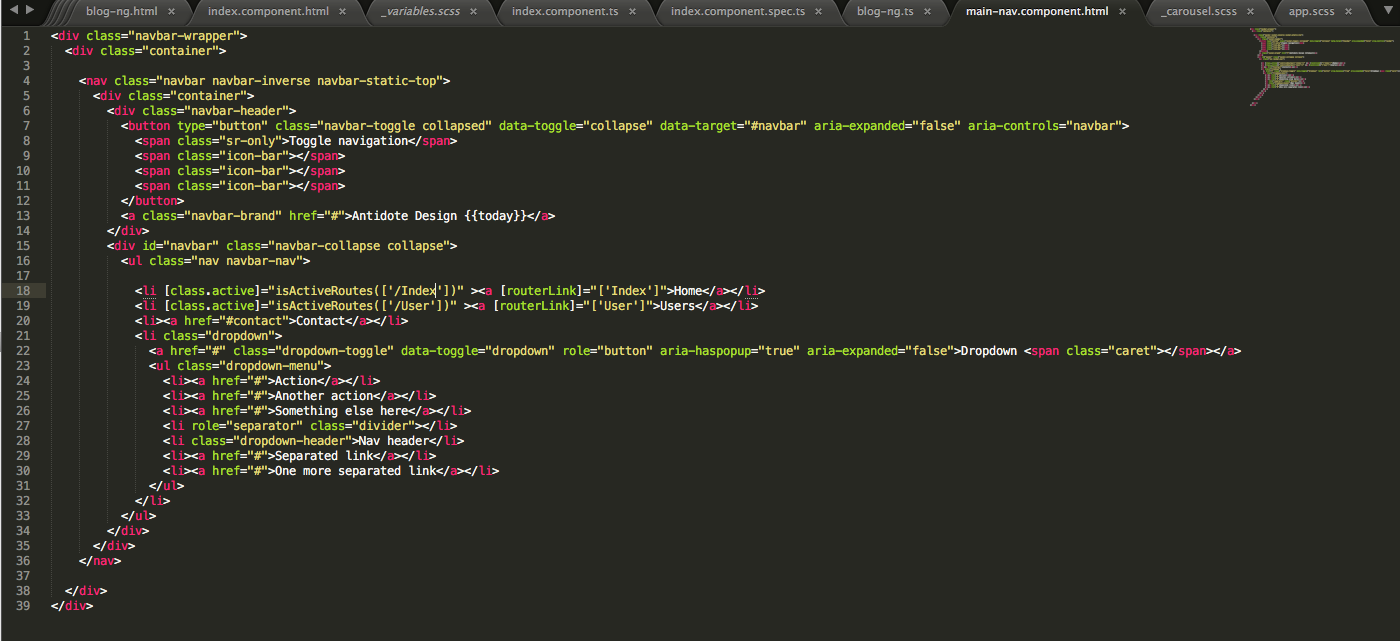 blog-ng.html × index.component.html × _variables.scss × index.component.ts × index.component.spec.ts × blog-ng.ts × main-nav.component.html × _carousel.scss × app.scss ×
1 <div class="navbar-wrapper">
2 <div class="container">
3
4 <nav class="navbar navbar-inverse navbar-static-top">
5 <div class="container">
6 <div class="navbar-header">
7 <button type="button" class="navbar-toggle collapsed" data-toggle="collapse" data-target="#navbar" aria-expanded="false" aria-controls="navbar">
8 <span class="sr-only">Toggle navigation</span>
9 <span class="icon-bar"></span>
10 <span class="icon-bar"></span>
11 <span class="icon-bar"></span>
12 </button>
13 <a class="navbar-brand" href="#">Antidote Design {{today}}</a>
14 </div>
15 <div id="navbar" class="navbar-collapse collapse">
16 <ul class="nav navbar-nav">
17
18 <li [class.active]="isActiveRoutes(['/Index'])" ><a [routerLink]="['Index']">Home</a></li>
19 <li [class.active]="isActiveRoutes(['/User'])" ><a [routerLink]="['User']">Users</a></li>
20 <li><a href="#contact">Contact</a></li>
21 <li class="dropdown">
22 <a href="#" class="dropdown-toggle" data-toggle="dropdown" role="button" aria-haspopup="true" aria-expanded="false">Dropdown <span class="caret"></span></a>
23 <ul class="dropdown-menu">
24 <li><a href="#">Action</a></li>
25 <li><a href="#">Another action</a></li>
26 <li><a href="#">Something else here</a></li>
27 <li role="separator" class="divider"></li>
28 <li class="dropdown-header">Nav header</li>
29 <li><a href="#">Separated link</a></li>
30 <li><a href="#">One more separated link</a></li>
31 </ul>
32 </li>
33 </ul>
34 </div>
35 </div>
36 </nav>
37
38 </div>
39 </div>